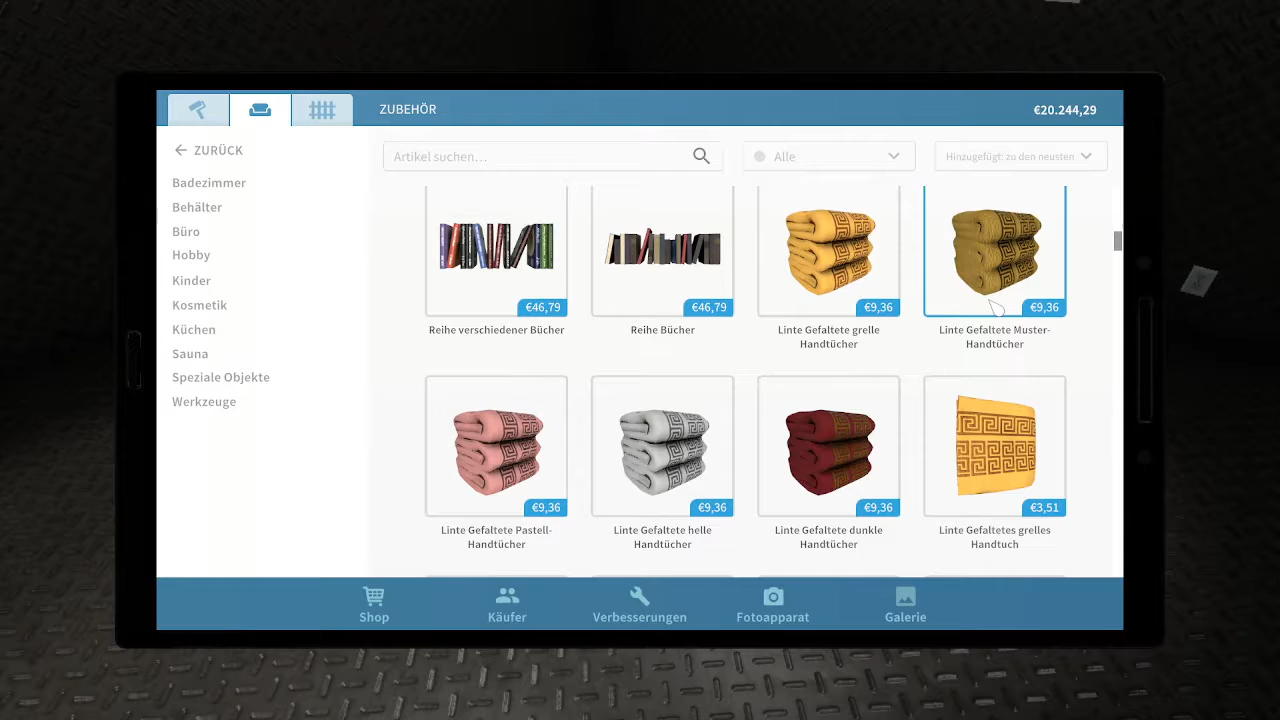 ZUBEHÖR
€20.244,29
ZURÜCK
Artikel suchen...
Alle
Hinzugefügt: zu den neusten
Badezimmer
Behälter
Büro
Hobby
Kinder
Kosmetik
Küchen
Sauna
Speziale Objekte
Werkzeuge
€46,79
€46,79
€9,36
€9,36
Reihe verschiedener Bücher
Reihe Bücher
Linte Gefaltete grelle
Handtücher
Linte Gefaltete Muster-
Handtücher
€9,36
€9,36
€9,36
€3,51
Linte Gefaltete Pastell-
Handtücher
Linte Gefaltete helle
Handtücher
Linte Gefaltete dunkle
Handtücher
Linte Gefaltetes grelles
Handtuch
Shop
Käufer
Verbesserungen
Fotoapparat
Galerie